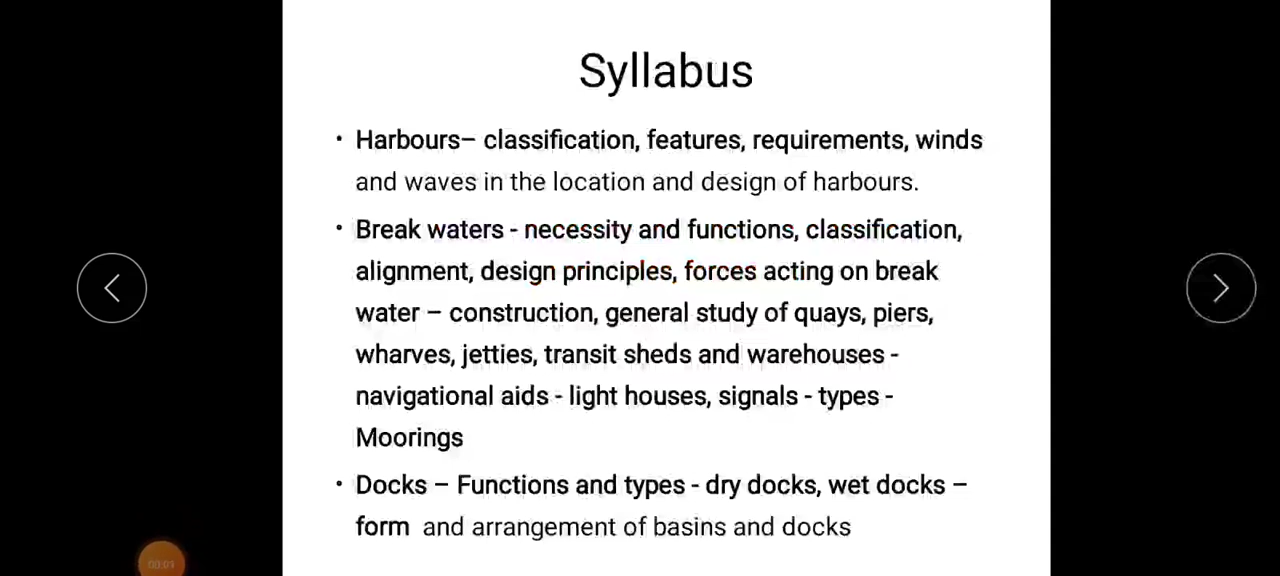 Syllabus
• Harbours– classification, features, requirements, winds
and waves in the location and design of harbours.
• Break waters - necessity and functions, classification,
alignment, design principles, forces acting on break
water – construction, general study of quays, piers,
wharves, jetties, transit sheds and warehouses -
navigational aids - light houses, signals - types -
Moorings
• Docks – Functions and types - dry docks, wet docks –
form and arrangement of basins and docks
00:01